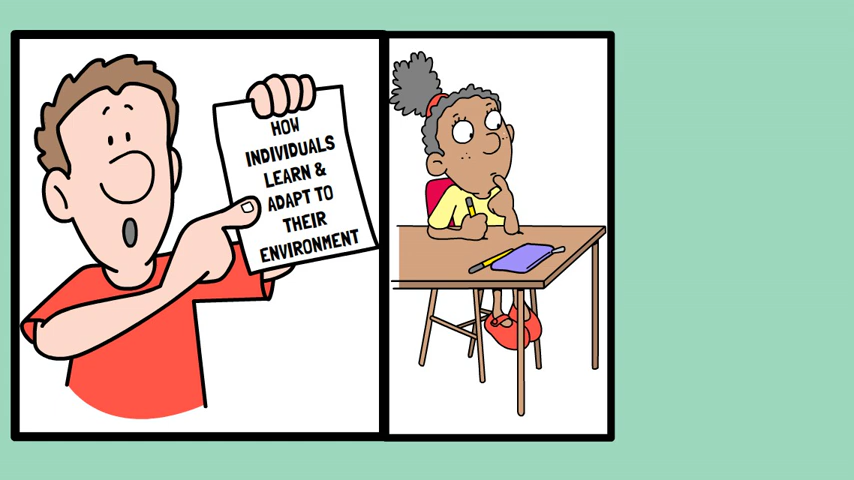 HOW
INDIVIDUALS
LEARN &
ADAPT TO
THEIR
ENVIRONMENT